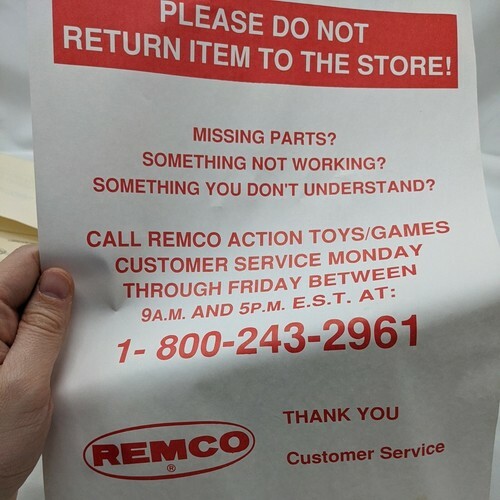 PLEASE DO NOT
RETURN ITEM TO THE STORE!
MISSING PARTS?
SOMETHING NOT WORKING?
SOMETHING YOU DON'T UNDERSTAND?
CALL REMCO ACTION TOYS/GAMES
CUSTOMER SERVICE MONDAY
THROUGH FRIDAY BETWEEN
9A.M. AND 5P.M. E.S.T. AT:
1- 800-243-2961
THANK YOU
REMCO
®
Customer Service